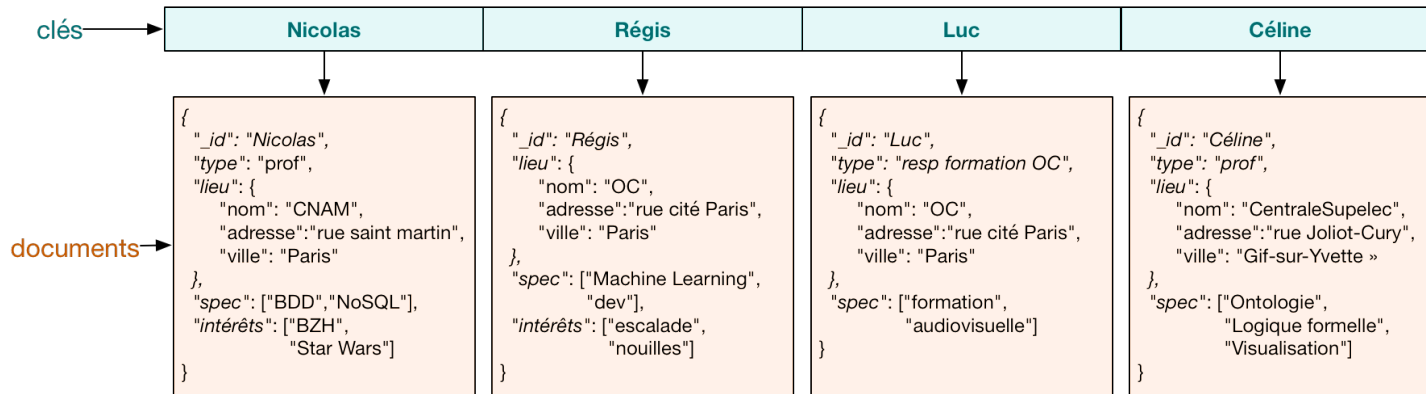 clés
Nicolas
Régis
Luc
Céline
documents
{
"_id": "Nicolas",
"type": "prof",
"lieu": {
"nom": "CNAM",
"adresse":"rue saint martin",
"ville": "Paris"
},
"spec": ["BDD","NoSQL"],
"intérêts": ["BZH",
"Star Wars"]
}
{
"_id": "Régis",
"lieu": {
"nom": "OC",
"adresse":"rue cité Paris",
"ville": "Paris"
},
"spec": ["Machine Learning",
"dev"],
"intérêts": ["escalade",
"nouilles"]
}
{
"_id": "Luc",
"type": "resp formation OC",
"lieu": {
"nom": "OC",
"adresse":"rue cité Paris",
"ville": "Paris"
},
"spec": ["formation",
"audiovisuelle"]
}
{
"_id": "Céline",
"type": "prof",
"lieu": {
"nom": "CentraleSupelec",
"adresse":"rue Joliot-Cury",
"ville": "Gif-sur-Yvette »
},
"spec": ["Ontologie",
"Logique formelle",
"Visualisation"]
}